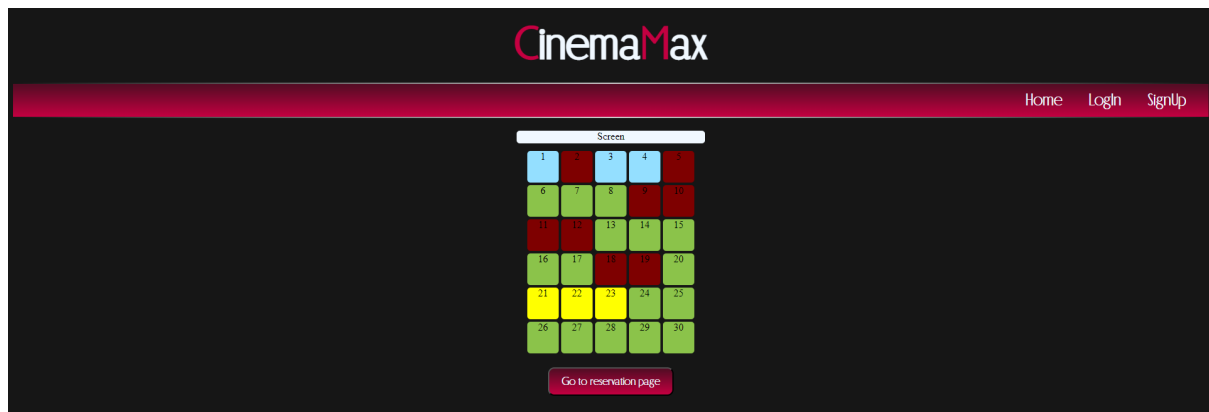 CinemaMax
Home LogIn SignUp
Screen
1 2 3 4 5
6 7 8 9 10
11 12 13 14 15
16 17 18 19 20
21 22 23 24 25
26 27 28 29 30
Go to reservation page